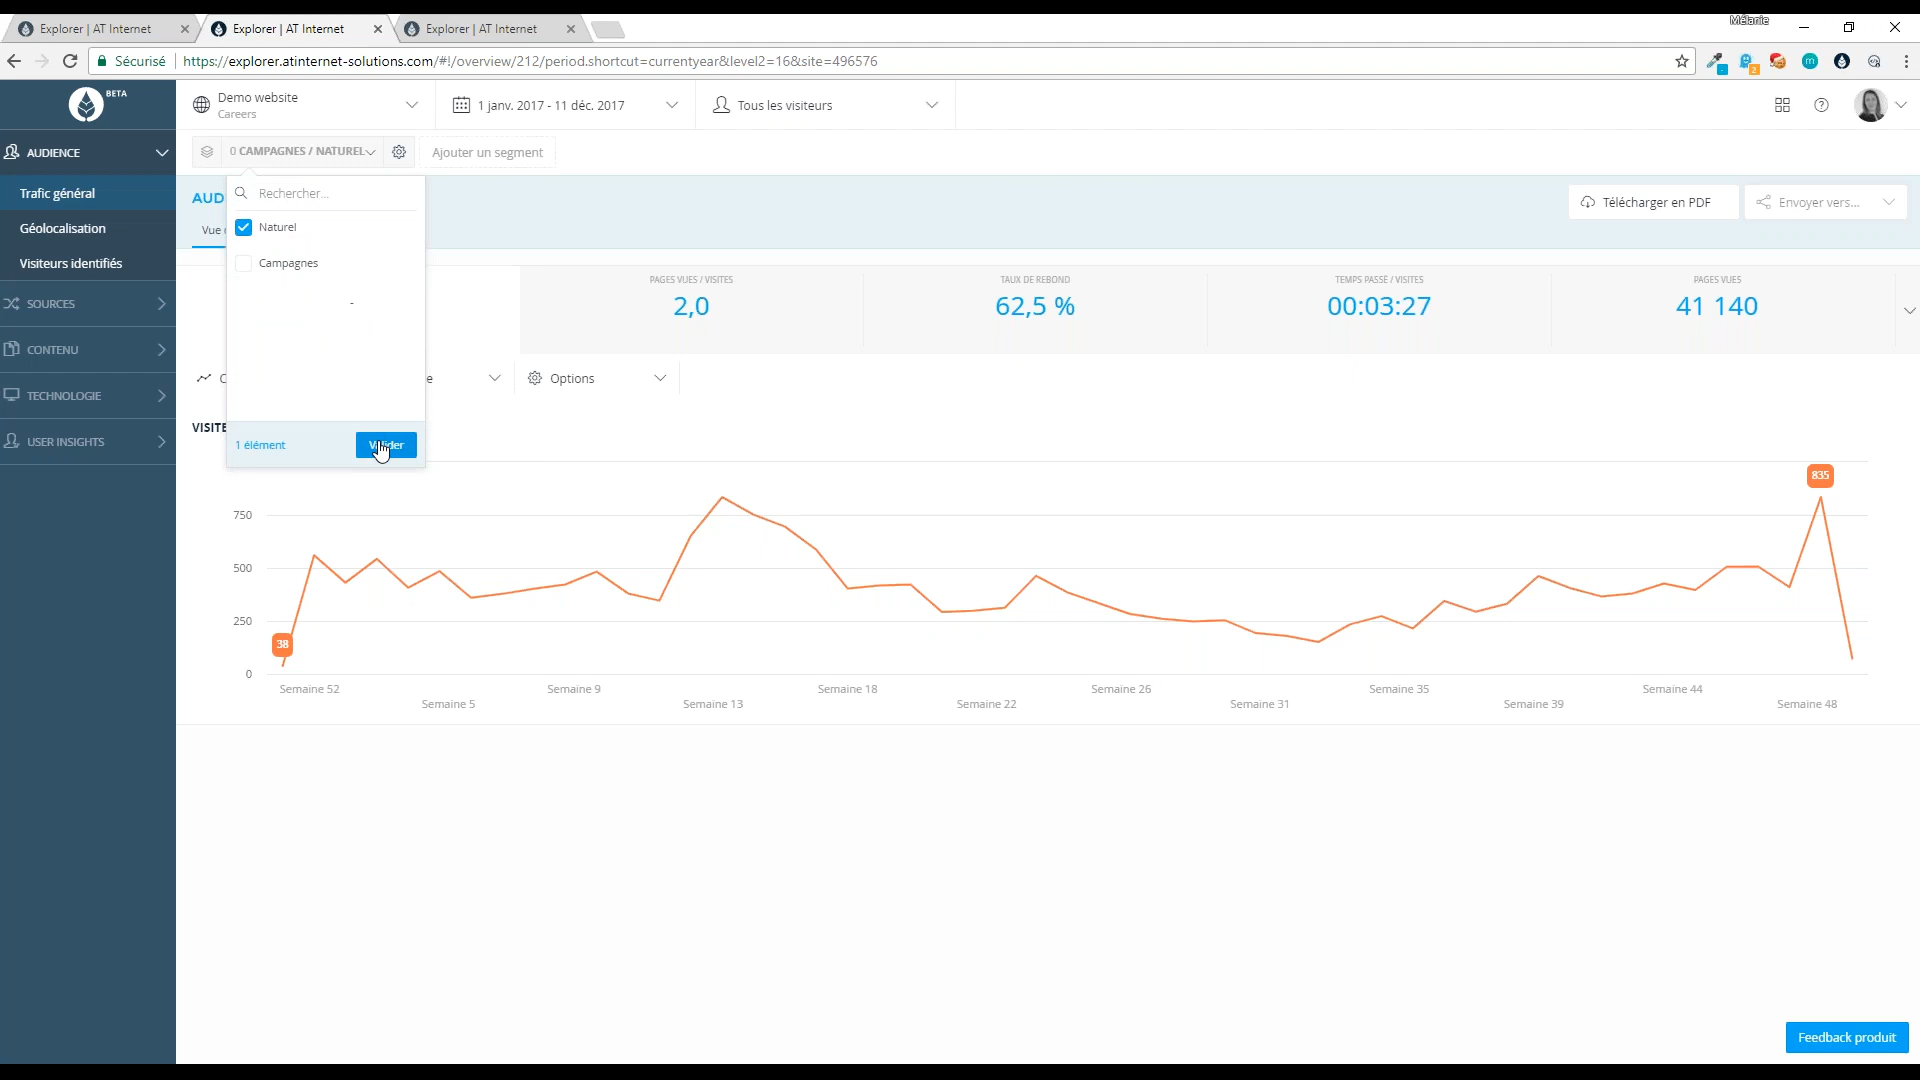 Mélanie
Explorer | AT Internet
Explorer | AT Internet
Explorer | AT Internet
Sécurisé
https://explorer.atinternet-solutions.com/#!/overview/212/period.shortcut=currentyear&level2=16&site=496576
2
m
BETA
Demo website
Careers
1 janv. 2017 - 11 déc. 2017
Tous les visiteurs
AUDIENCE
0 CAMPAGNES / NATUREL
Ajouter un segment
Trafic général
Géolocalisation
Visiteurs identifiés
SOURCES
CONTENU
TECHNOLOGIE
USER INSIGHTS
Rechercher...
Naturel
Campagnes
-
1 élément
Valider
AUD
Vue
Télécharger en PDF
Envoyer vers...
PAGES VUES / VISITES
2,0
TAUX DE REBOND
62,5 %
TEMPS PASSÉ / VISITES
00:03:27
PAGES VUES
41 140
C
e
Options
VISITE
835
750
500
250
38
0
Semaine 52
Semaine 5
Semaine 9
Semaine 13
Semaine 18
Semaine 22
Semaine 26
Semaine 31
Semaine 35
Semaine 39
Semaine 44
Semaine 48
Feedback produit